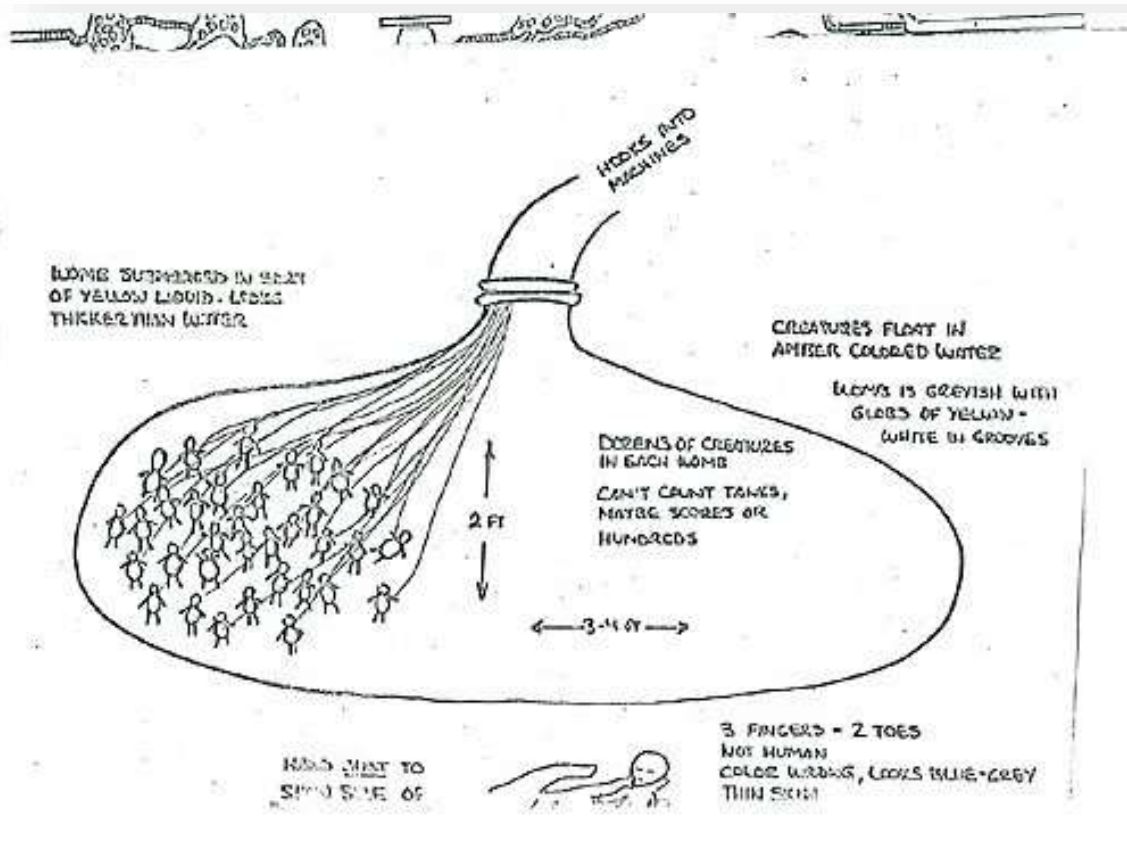 HOOKS INTO
MACHINES
WOMB SUBMERGED IN
OF YELLOW LIQUID. LOOKS
THICKER THAN WATER
CREATURES FLOAT IN
AMBER COLORED WATER
WOMB IS GREYISH WITH
GLOBS OF YELLOW-
WHITE IN GROOVES
DOZENS OF CREATURES
IN EACH WOMB
CAN'T COUNT TANKS,
MAYBE SCORES OR
HUNDREDS
2 FT
3-4 FT
3 FINGERS - 2 TOES
NOT HUMAN
COLOR WRONG, LOOKS BLUE-GREY
THIN SKIN
JUST TO
OF